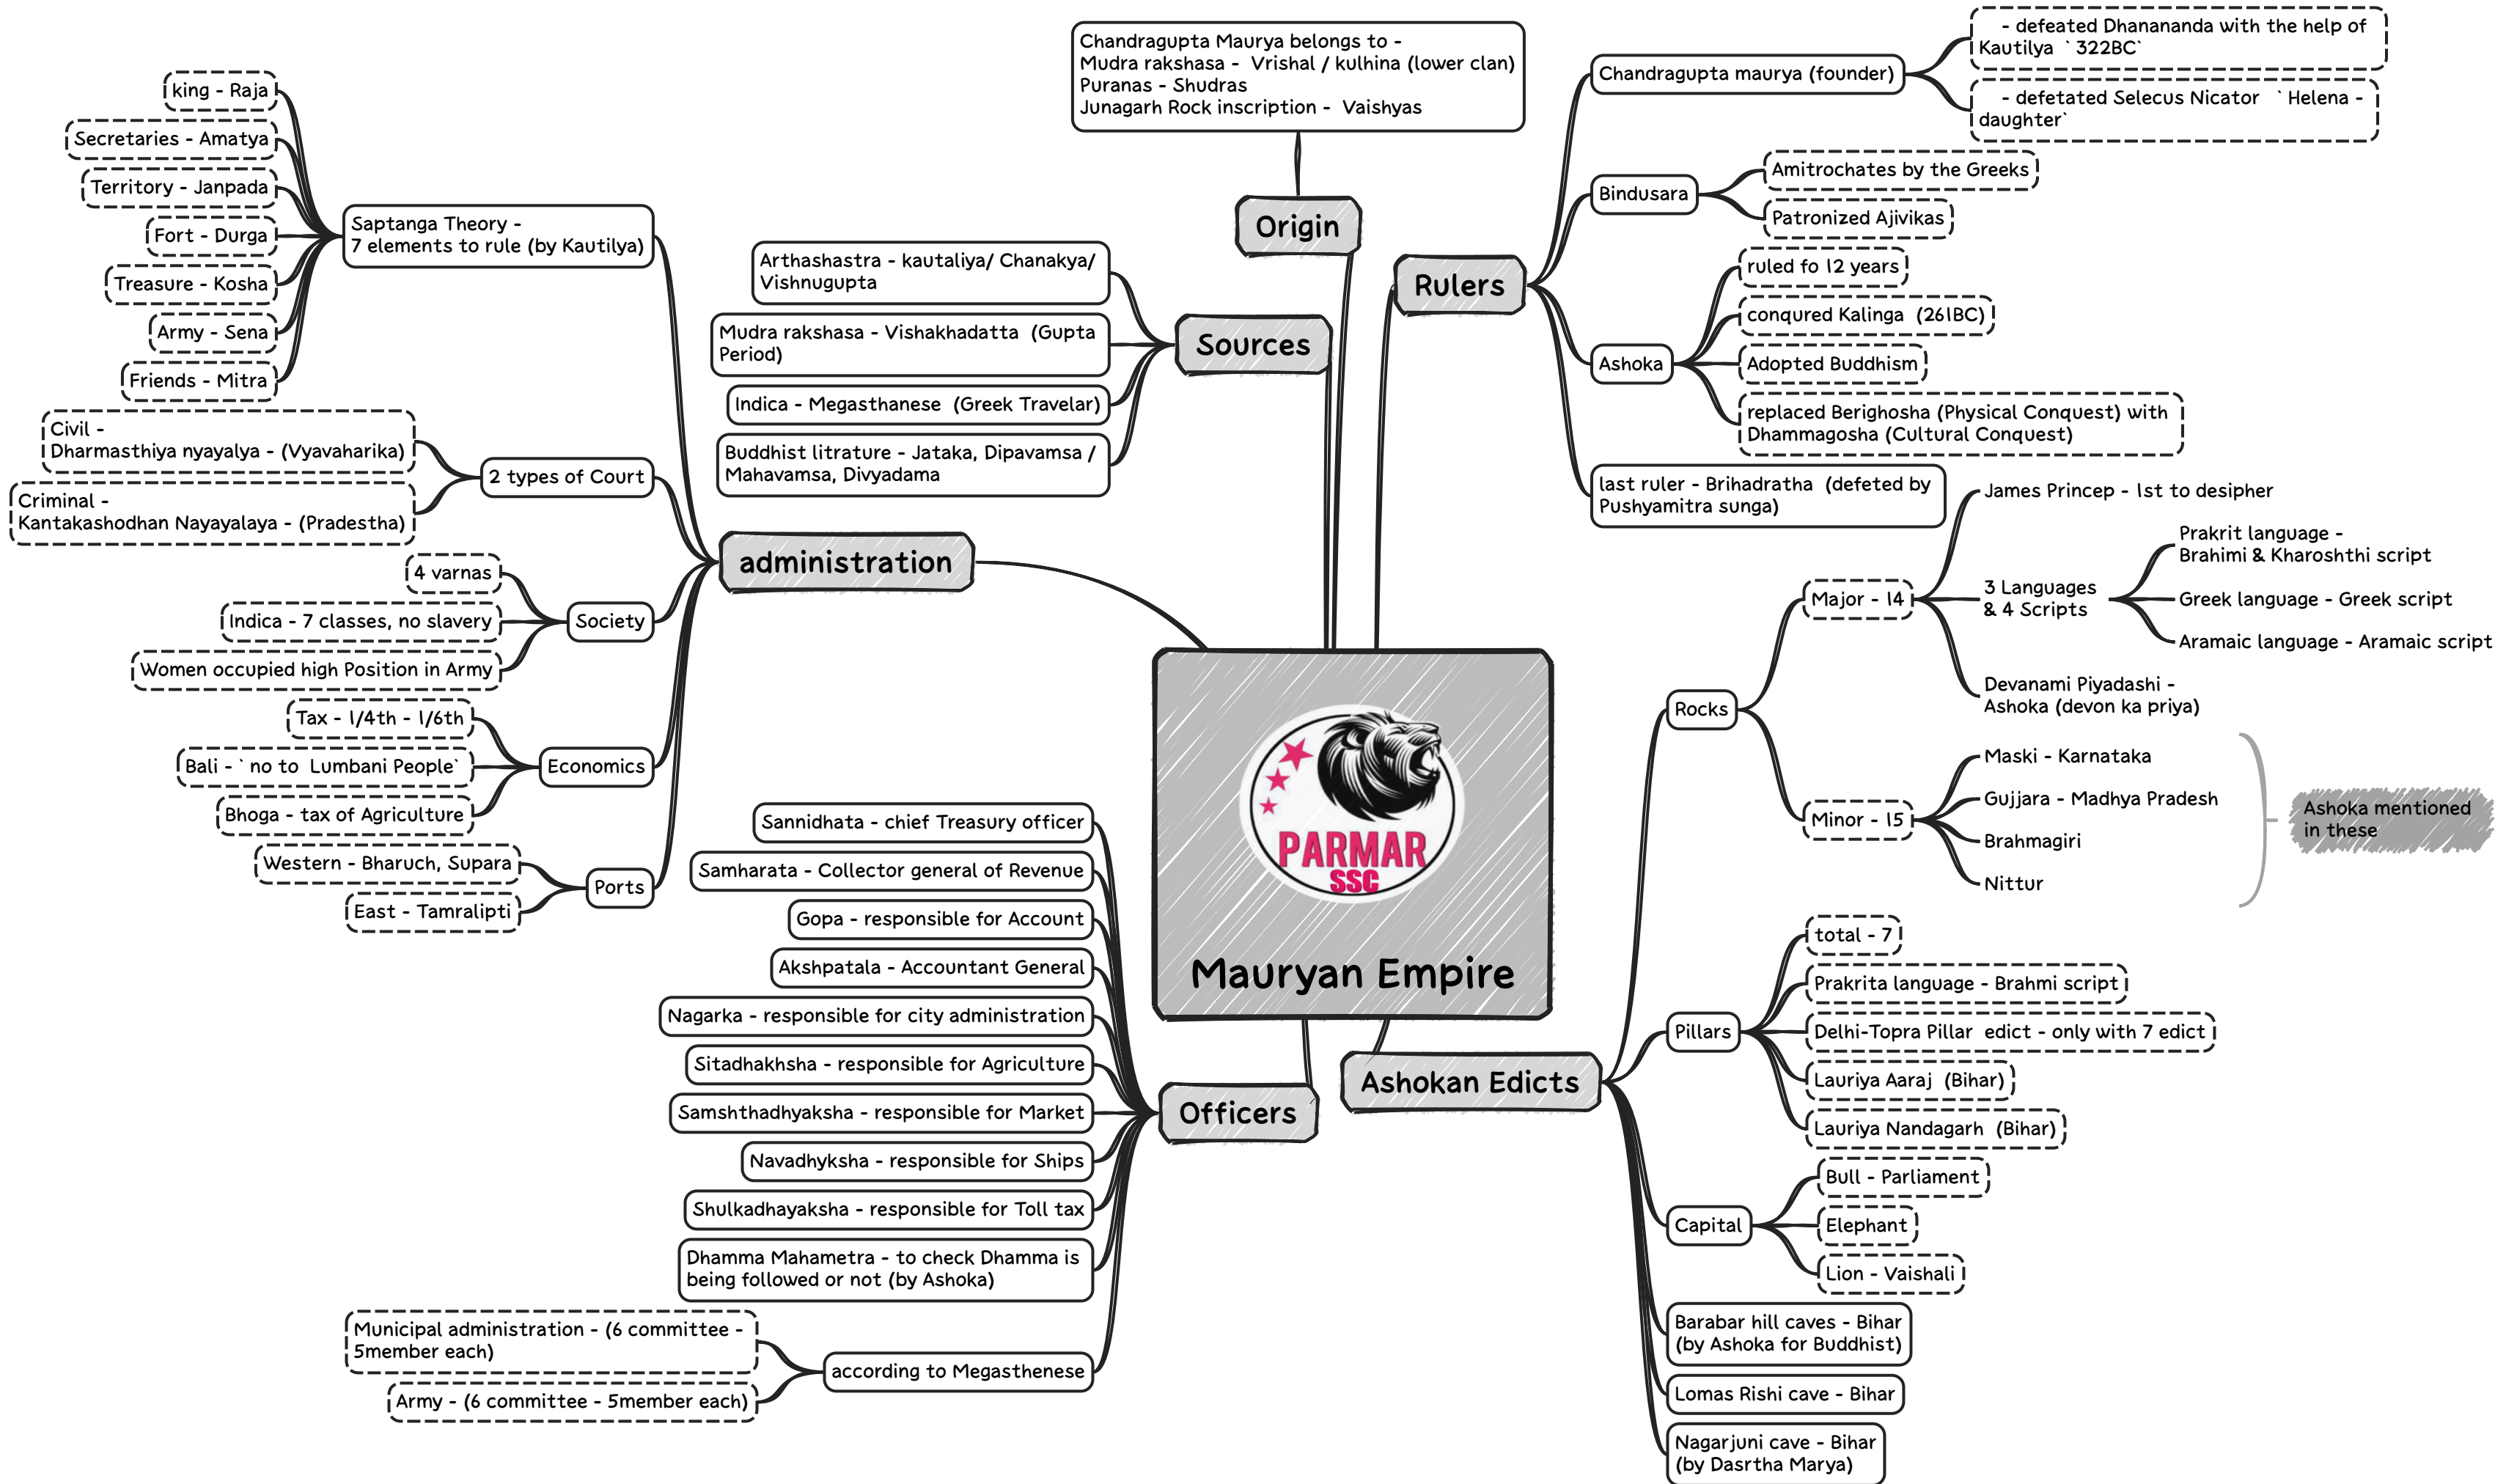 Chandragupta Maurya belongs to -
Mudra rakshasa - Vrishal / kulhina (lower clan)
Puranas - Shudras
Junagarh Rock inscription - Vaishyas
Origin
Rulers
Chandragupta maurya (founder)
- defeated Dhanananda with the help of
Kautilya `322BC`
- defetated Selecus Nicator `Helena -
daughter`
Bindusara
Amitrochates by the Greeks
Patronized Ajivikas
Ashoka
ruled fo 12 years
conqured Kalinga (261BC)
Adopted Buddhism
replaced Berighosha (Physical Conquest) with
Dhammagosha (Cultural Conquest)
last ruler - Brihadratha (defeted by
Pushyamitra sunga)
Sources
Arthashastra - kautaliya/ Chanakya/
Vishnugupta
Mudra rakshasa - Vishakhadatta (Gupta
Period)
Indica - Megasthanese (Greek Travelar)
Buddhist litrature - Jataka, Dipavamsa /
Mahavamsa, Divyadama
administration
Saptanga Theory -
7 elements to rule (by Kautilya)
king - Raja
Secretaries - Amatya
Territory - Janpada
Fort - Durga
Treasure - Kosha
Army - Sena
Friends - Mitra
2 types of Court
Civil -
Dharmasthiya nyayalya - (Vyavaharika)
Criminal -
Kantakashodhan Nayayalaya - (Pradestha)
Society
4 varnas
Indica - 7 classes, no slavery
Women occupied high Position in Army
Economics
Tax - 1/4th - 1/6th
Bali - `no to Lumbani People`
Bhoga - tax of Agriculture
Ports
Western - Bharuch, Supara
East - Tamralipti
PARMAR
SSC
Mauryan Empire
Officers
Sannidhata - chief Treasury officer
Samharata - Collector general of Revenue
Gopa - responsible for Account
Akshpatala - Accountant General
Nagarka - responsible for city administration
Sitadhakhsha - responsible for Agriculture
Samshthadhyaksha - responsible for Market
Navadhyksha - responsible for Ships
Shulkadhayaksha - responsible for Toll tax
Dhamma Mahametra - to check Dhamma is
being followed or not (by Ashoka)
according to Megasthenese
Municipal administration - (6 committee -
5member each)
Army - (6 committee - 5member each)
Ashokan Edicts
Rocks
Major - 14
James Princep - 1st to desipher
3 Languages
& 4 Scripts
Prakrit language -
Brahimi & Kharoshthi script
Greek language - Greek script
Aramaic language - Aramaic script
Devanami Piyadashi -
Ashoka (devon ka priya)
Minor - 15
Maski - Karnataka
Gujjara - Madhya Pradesh
Brahmagiri
Nittur
Ashoka mentioned
in these
Pillars
total - 7
Prakrita language - Brahmi script
Delhi-Topra Pillar edict - only with 7 edict
Lauriya Aaraj (Bihar)
Lauriya Nandagarh (Bihar)
Capital
Bull - Parliament
Elephant
Lion - Vaishali
Barabar hill caves - Bihar
(by Ashoka for Buddhist)
Lomas Rishi cave - Bihar
Nagarjuni cave - Bihar
(by Dasrtha Marya)